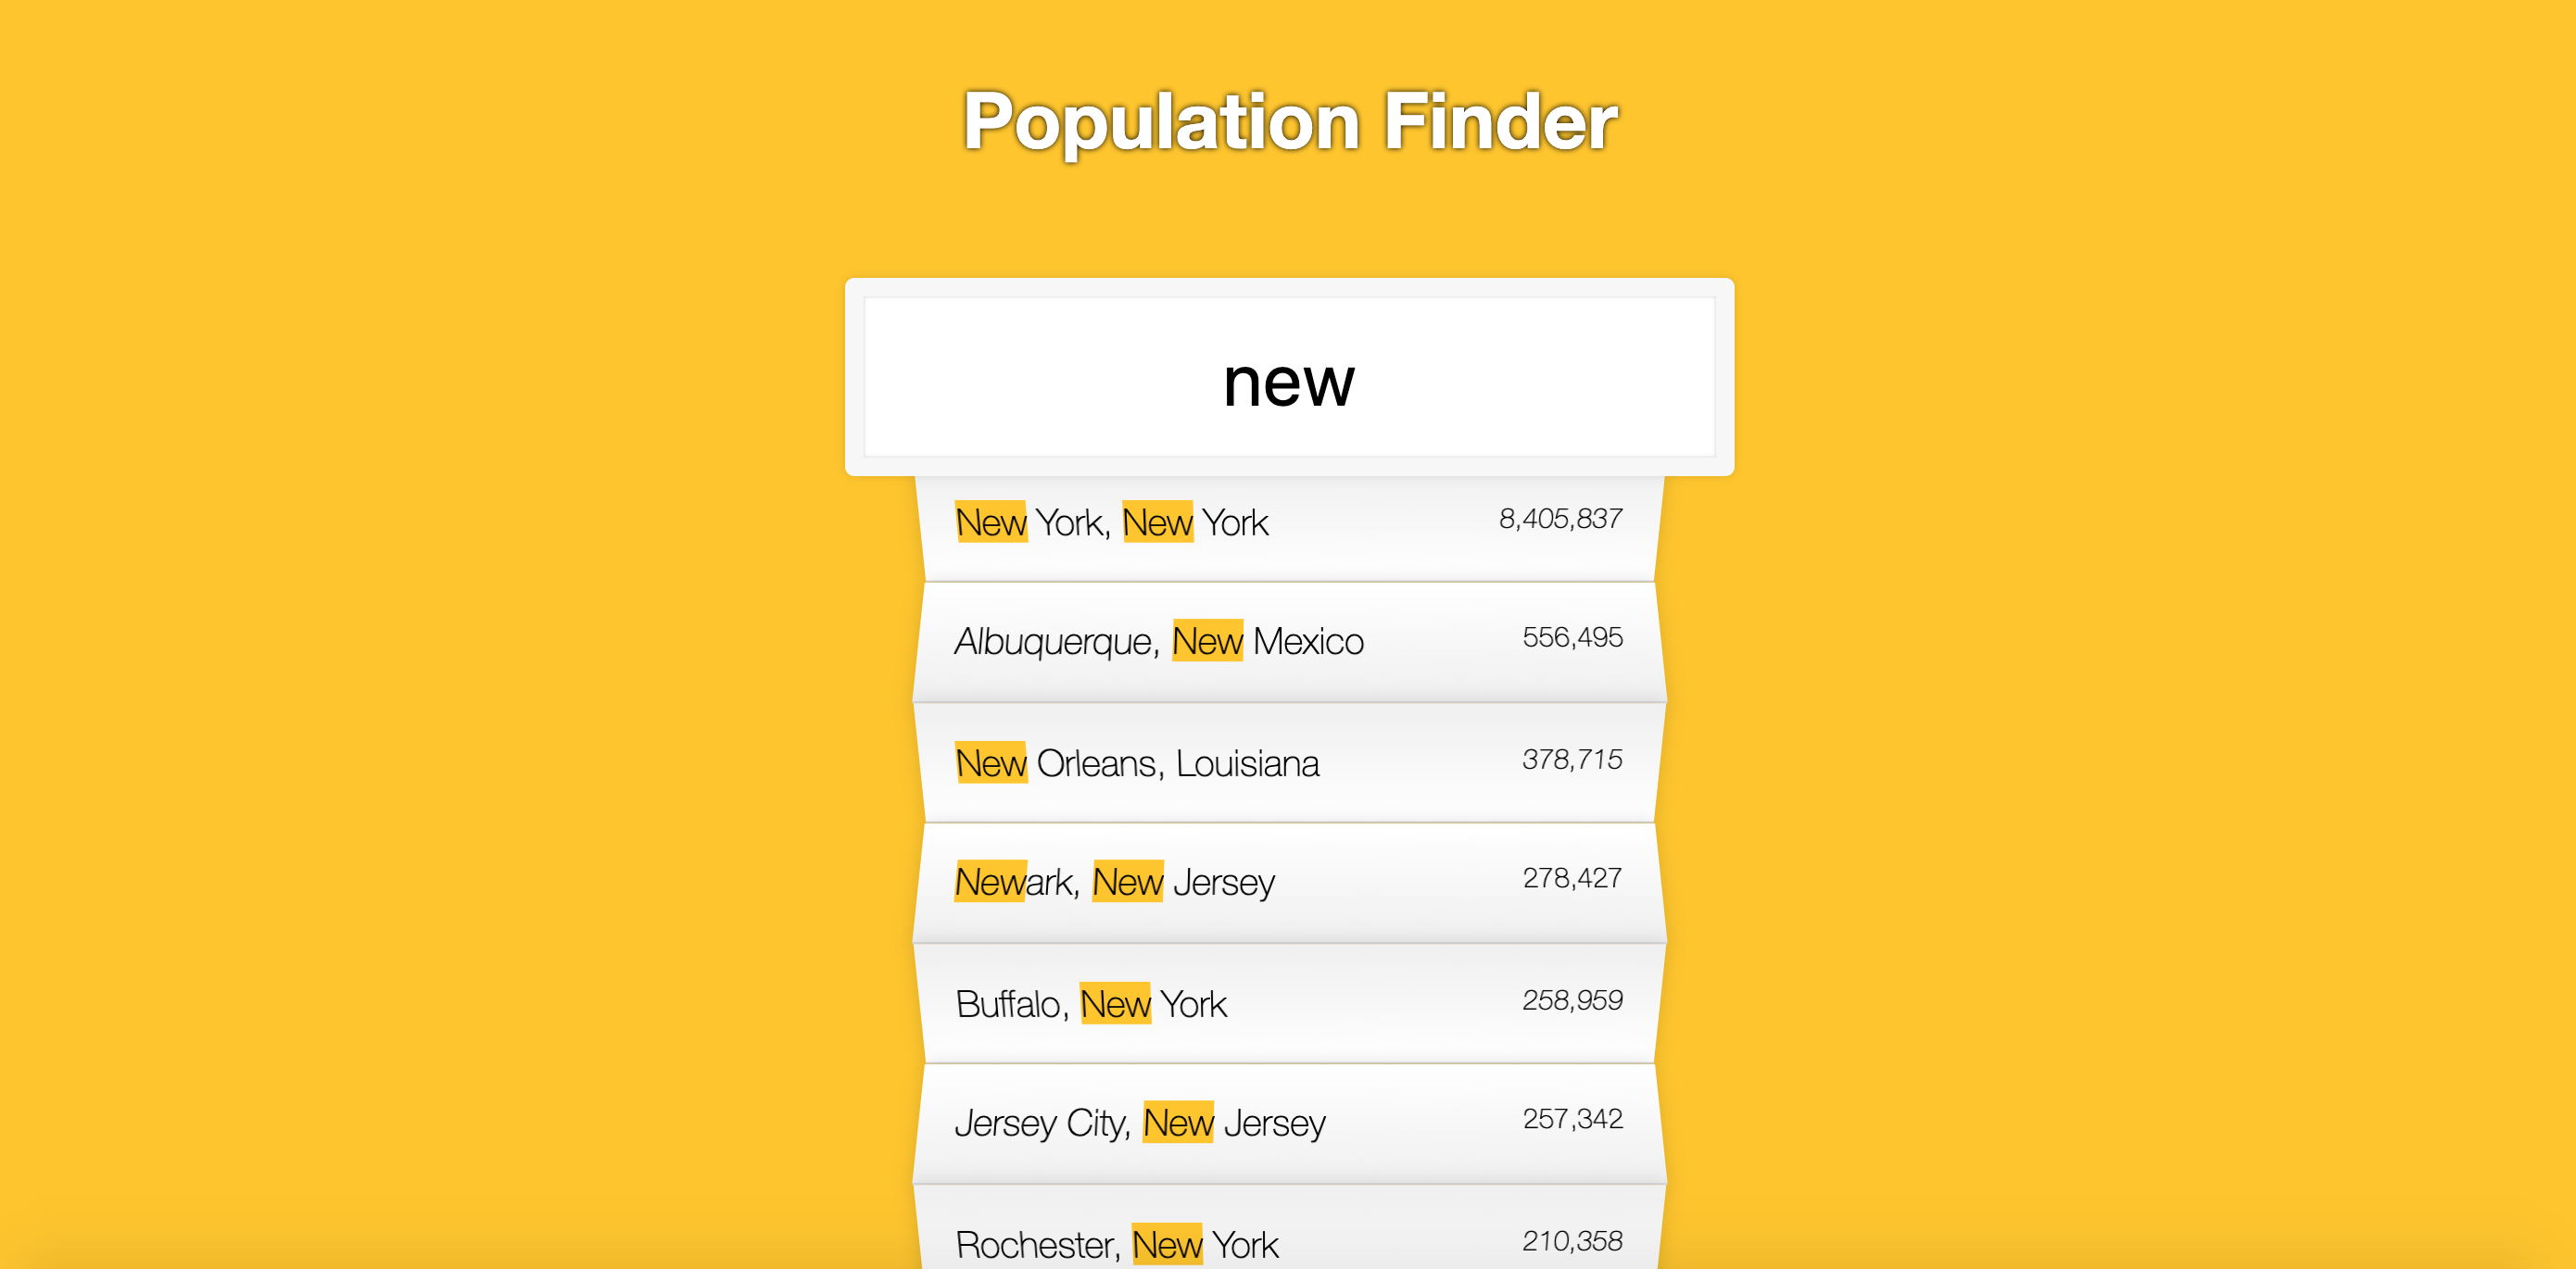 Population Finder
new
New York, New York 8,405,837
Albuquerque, New Mexico 556,495
New Orleans, Louisiana 378,715
Newark, New Jersey 278,427
Buffalo, New York 258,959
Jersey City, New Jersey 257,342
Rochester, New York 210,358